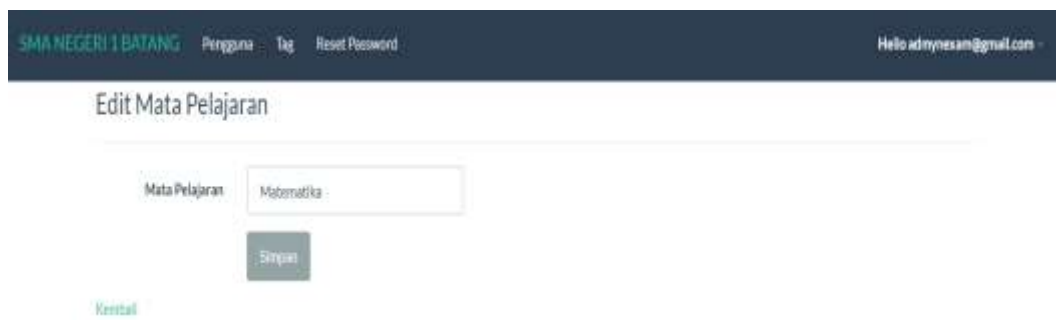 SMA NEGERI 1 BATANG Pengguna Tag Reset Password Hello admynexam@gmail.com
Edit Mata Pelajaran
Mata Pelajaran Matematika
Simpan
Kembali